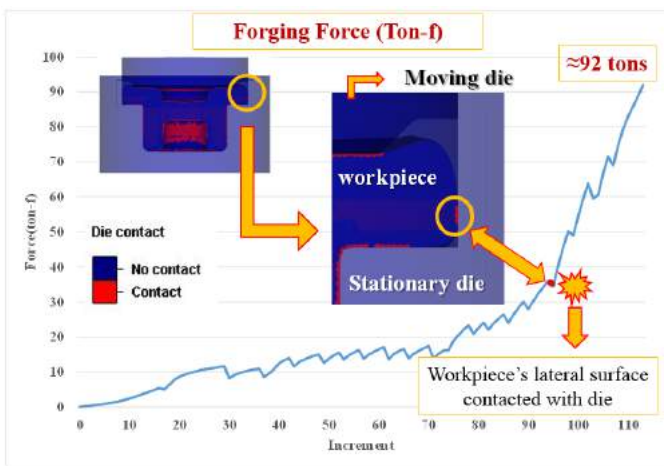 Forging Force (Ton-f)
≈92 tons
Moving die
workpiece
Stationary die
Die contact
No contact
Contact
Workpiece's lateral surface
contacted with die
Force(ton-f)
100
90
80
70
60
50
40
30
20
10
0
0 10 20 30 40 50 60 70 80 90 100 110
Increment